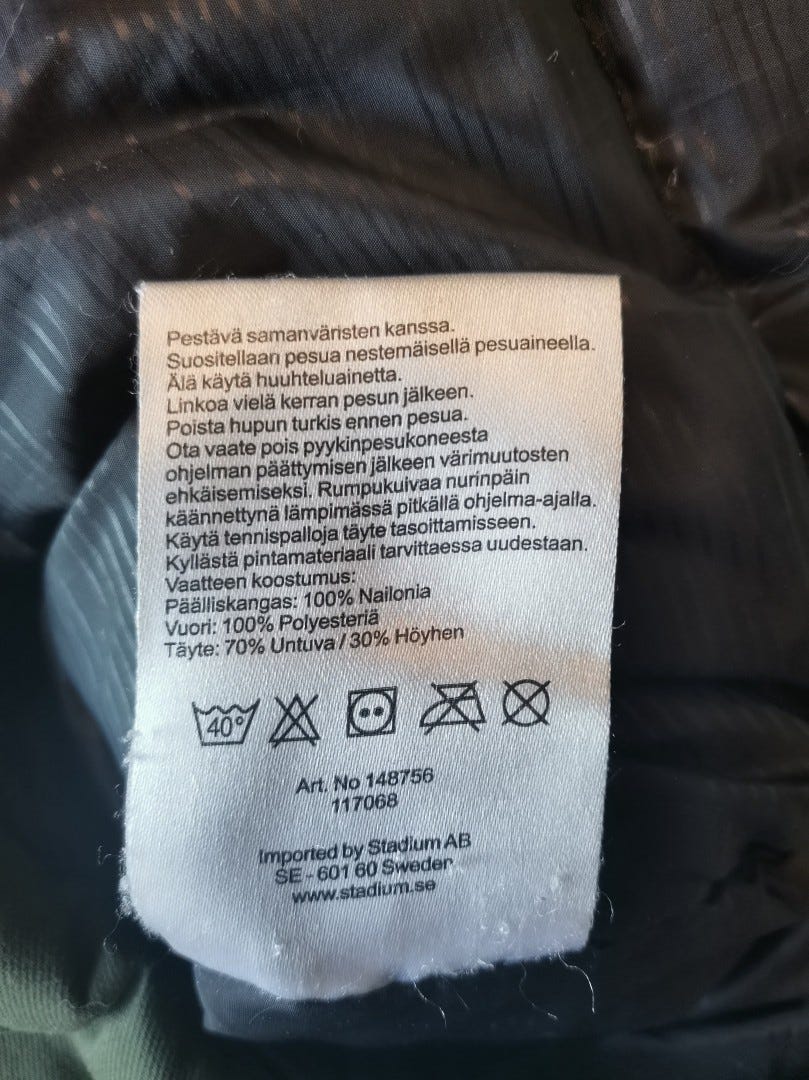 Pestävä samanväristen kanssa.
Suositellaan pesua nestemäisellä pesuaineella.
Älä käytä huuhteluainetta.
Linkoa vielä kerran pesun jälkeen.
Poista hupun turkis ennen pesua.
Ota vaate pois pyykinpesukoneesta
ohjelman päättymisen jälkeen värimuutosten
ehkäisemiseksi. Rumpukuivaa nurinpäin
käännettynä lämpimässä pitkällä ohjelma-ajalla.
Käytä tennispalloja täyte tasoittamisseen.
Kyllästä pintamateriaali tarvittaessa uudestaan.
Vaatteen koostumus:
Päälliskangas: 100% Nailonia
Vuori: 100% Polyesteriä
Täyte: 70% Untuva / 30% Höyhen
40°
Art. No 148756
117068
Imported by Stadium AB
SE - 601 60 Sweden
www.stadium.se